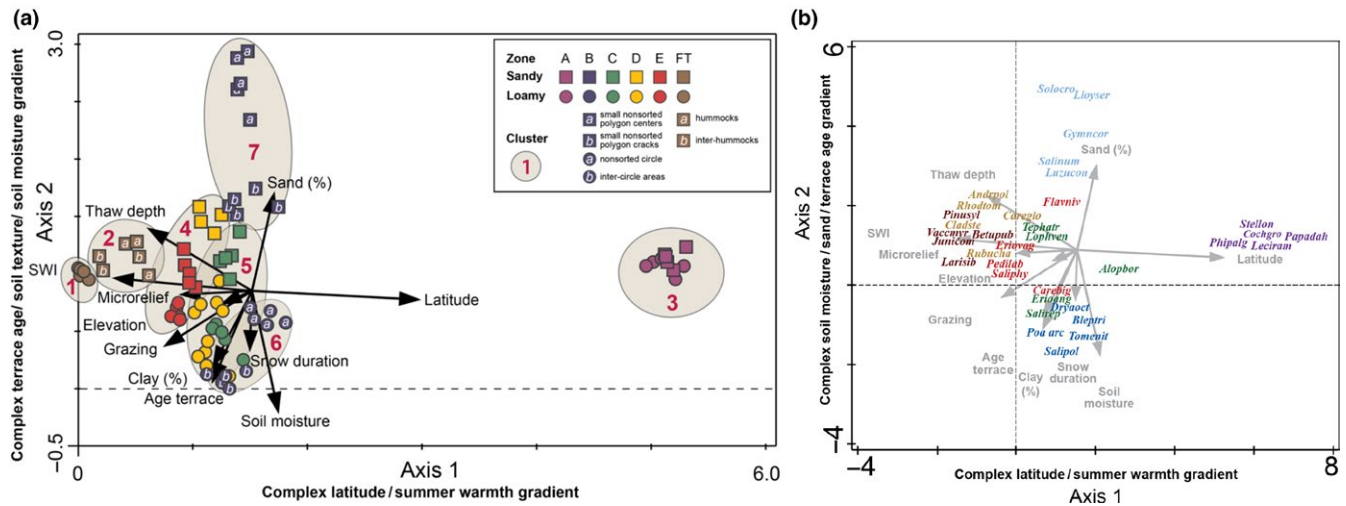 (a)
3.0
Complex terrace age/ soil texture/ soil moisture gradient
Axis 2
−0.5
0
6.0
Axis 1
Complex latitude / summer warmth gradient
Zone A B C D E FT
Sandy
Loamy
Cluster
1
a small nonsorted polygon centers
b small nonsorted polygon cracks
a nonsorted circle
b inter-circle areas
a hummocks
b inter-hummocks
7
Sand (%)
Thaw depth
4
2
5
SWI
1
3
Microrelief
Latitude
Elevation
6
Grazing
Snow duration
Clay (%)
Age terrace
Soil moisture
(b)
6
Complex soil moisture / sand / terrace age gradient
Axis 2
−4
−4
8
Complex latitude / summer warmth gradient
Axis 1
Solocro
Lloyser
Gymncor
Sand (%)
Salinum
Luzucon
Thaw depth
Andrpol
Rhodtom
Flavniv
Pinusyl
Caregio
Cladste
Tephatr
Stellon
SWI
Vaccmyr
Betupub
Lophven
Cochgro
Papadah
Junicom
Eriovag
Phipalg
Leciram
Microrelief
Rubucha
Latitude
Larisib
Pedilab
Alopbor
Elevation
Saliphy
Carebig
Erioang
Grazing
Salirep
Dryaoct
Bleptri
Poa arc
Tomenit
Salipol
Age
terrace
Clay
(%)
Snow
duration
Soil
moisture